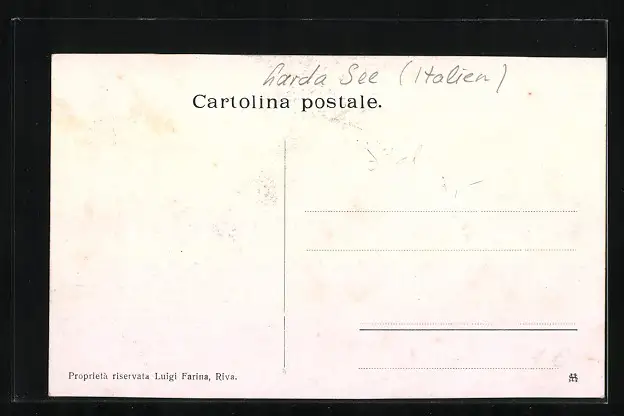 Garda See (Italien)
Cartolina postale.
Proprietà riservata Luigi Farina, Riva.